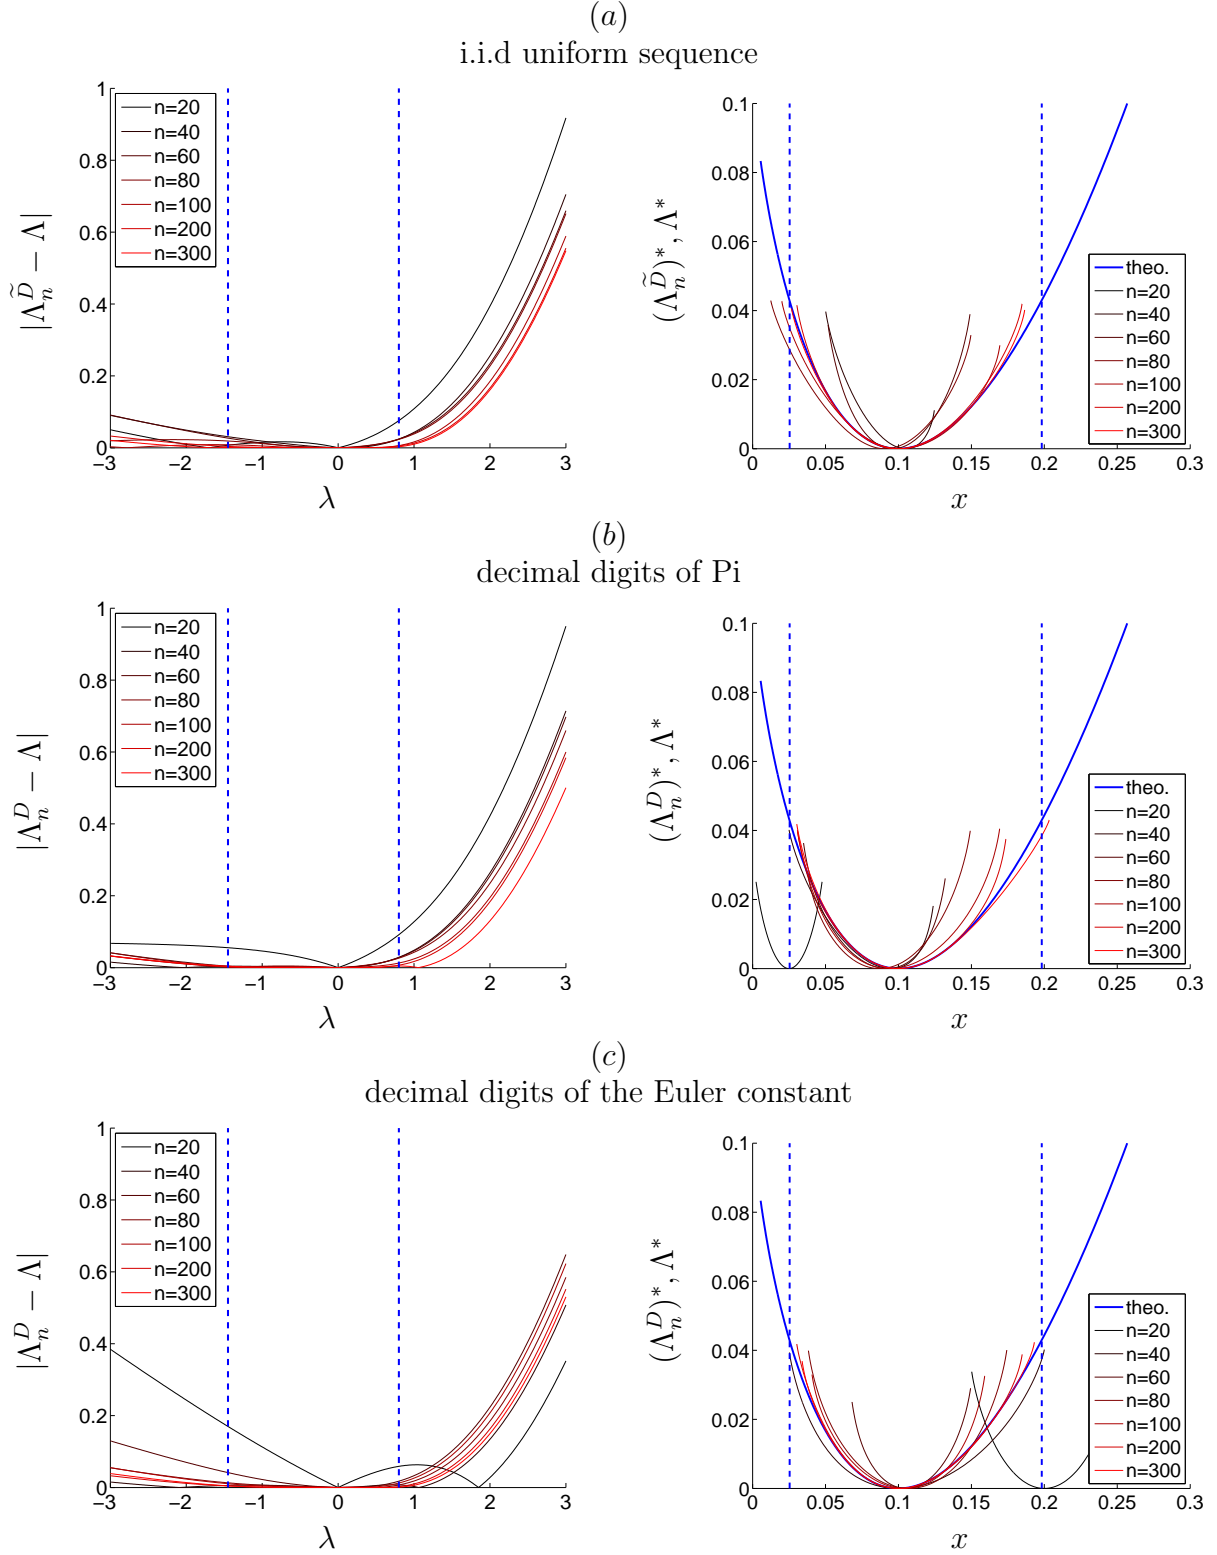 (a)
i.i.d uniform sequence
|Λ_n^{\tilde{D}} − Λ|
1
0.8
0.6
0.4
0.2
0
−3
−2
−1
0
1
2
3
λ
n=20
n=40
n=60
n=80
n=100
n=200
n=300
(Λ_n^{\tilde{D}})*, Λ*
0.1
0.08
0.06
0.04
0.02
0
0
0.05
0.1
0.15
0.2
0.25
0.3
x
theo.
n=20
n=40
n=60
n=80
n=100
n=200
n=300
(b)
decimal digits of Pi
|Λ_n^D − Λ|
1
0.8
0.6
0.4
0.2
0
−3
−2
−1
0
1
2
3
λ
n=20
n=40
n=60
n=80
n=100
n=200
n=300
(Λ_n^D)*, Λ*
0.1
0.08
0.06
0.04
0.02
0
0
0.05
0.1
0.15
0.2
0.25
0.3
x
theo.
n=20
n=40
n=60
n=80
n=100
n=200
n=300
(c)
decimal digits of the Euler constant
|Λ_n^D − Λ|
1
0.8
0.6
0.4
0.2
0
−3
−2
−1
0
1
2
3
λ
n=20
n=40
n=60
n=80
n=100
n=200
n=300
(Λ_n^D)*, Λ*
0.1
0.08
0.06
0.04
0.02
0
0
0.05
0.1
0.15
0.2
0.25
0.3
x
theo.
n=20
n=40
n=60
n=80
n=100
n=200
n=300